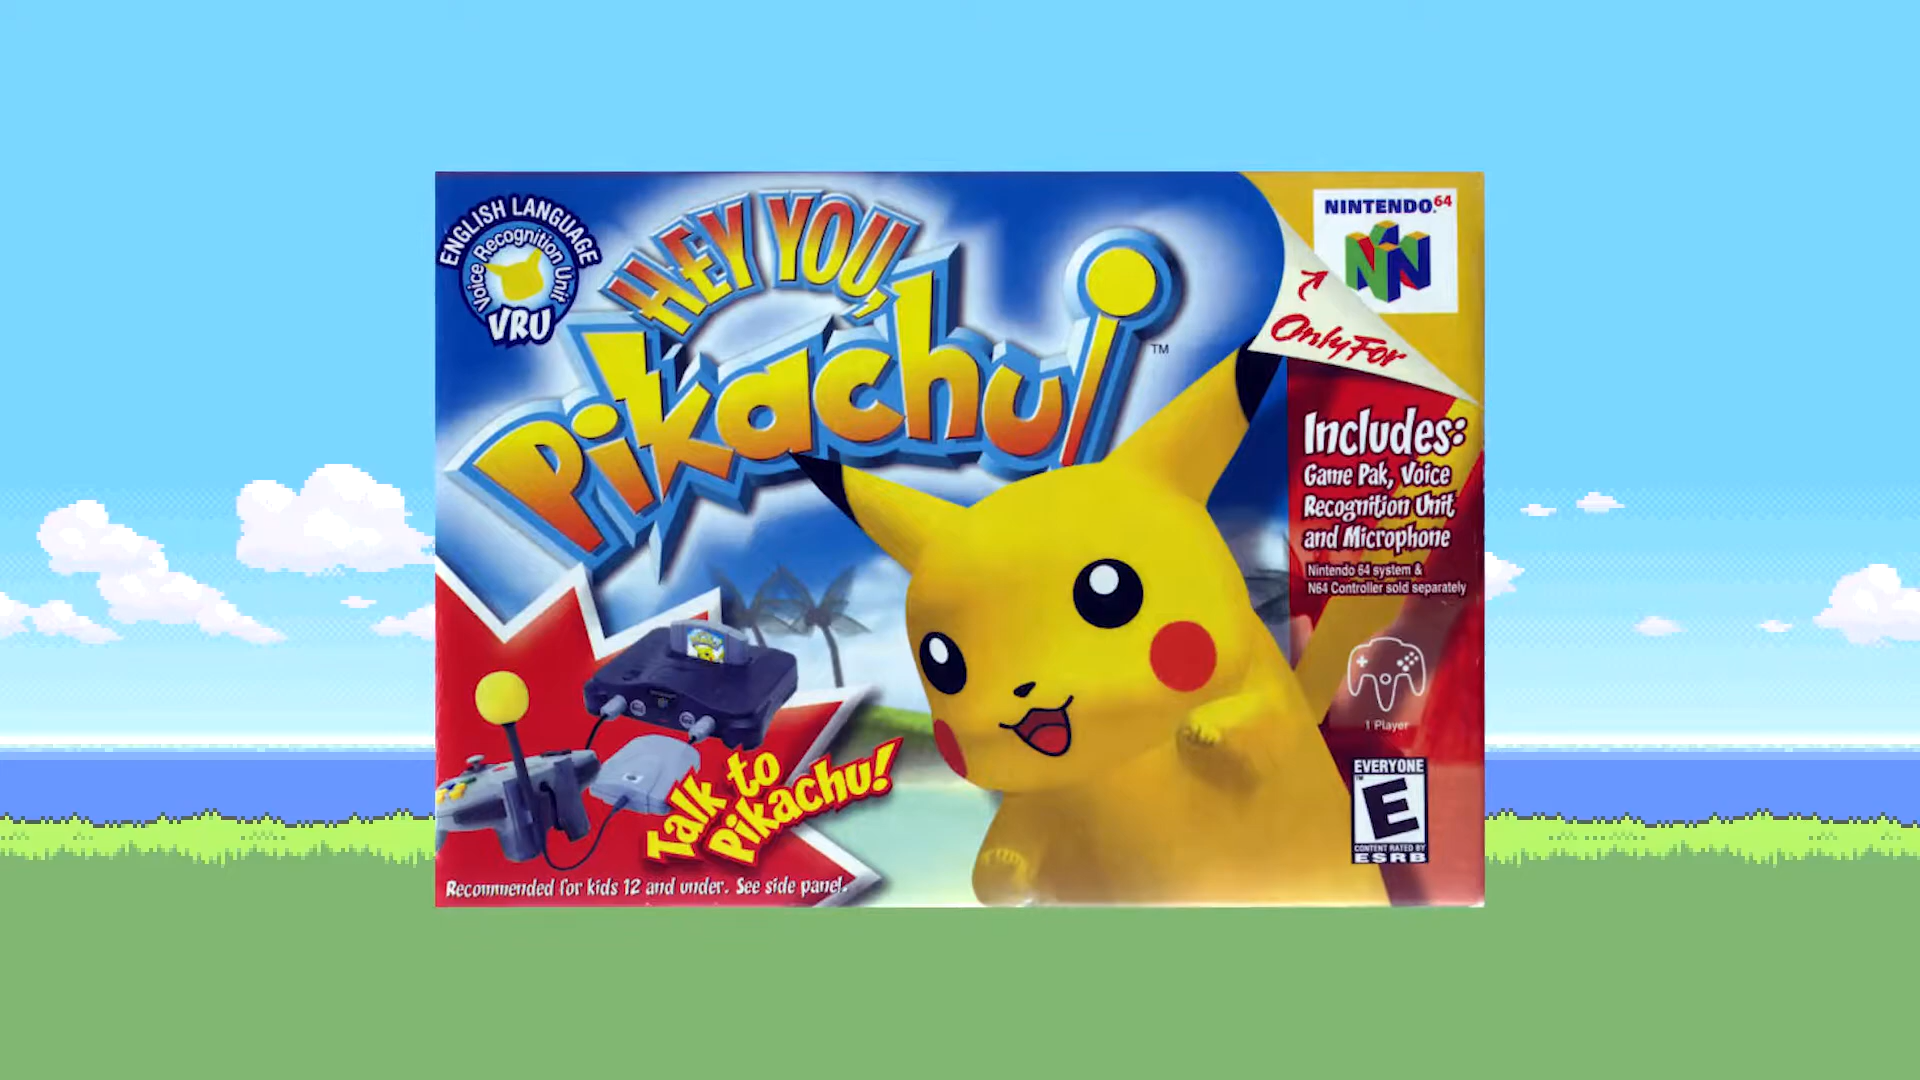 ENGLISH LANGUAGE
Voice Recognition Unit
VRU
HEY YOU,
Pikachu!
™
NINTENDO 64
Only For
Includes:
Game Pak, Voice
Recognition Unit
and Microphone
Nintendo 64 system &
N64 Controller sold separately
1 Player
Talk to
Pikachu!
Recommended for kids 12 and under. See side panel.
EVERYONE
E
CONTENT RATED BY
ESRB